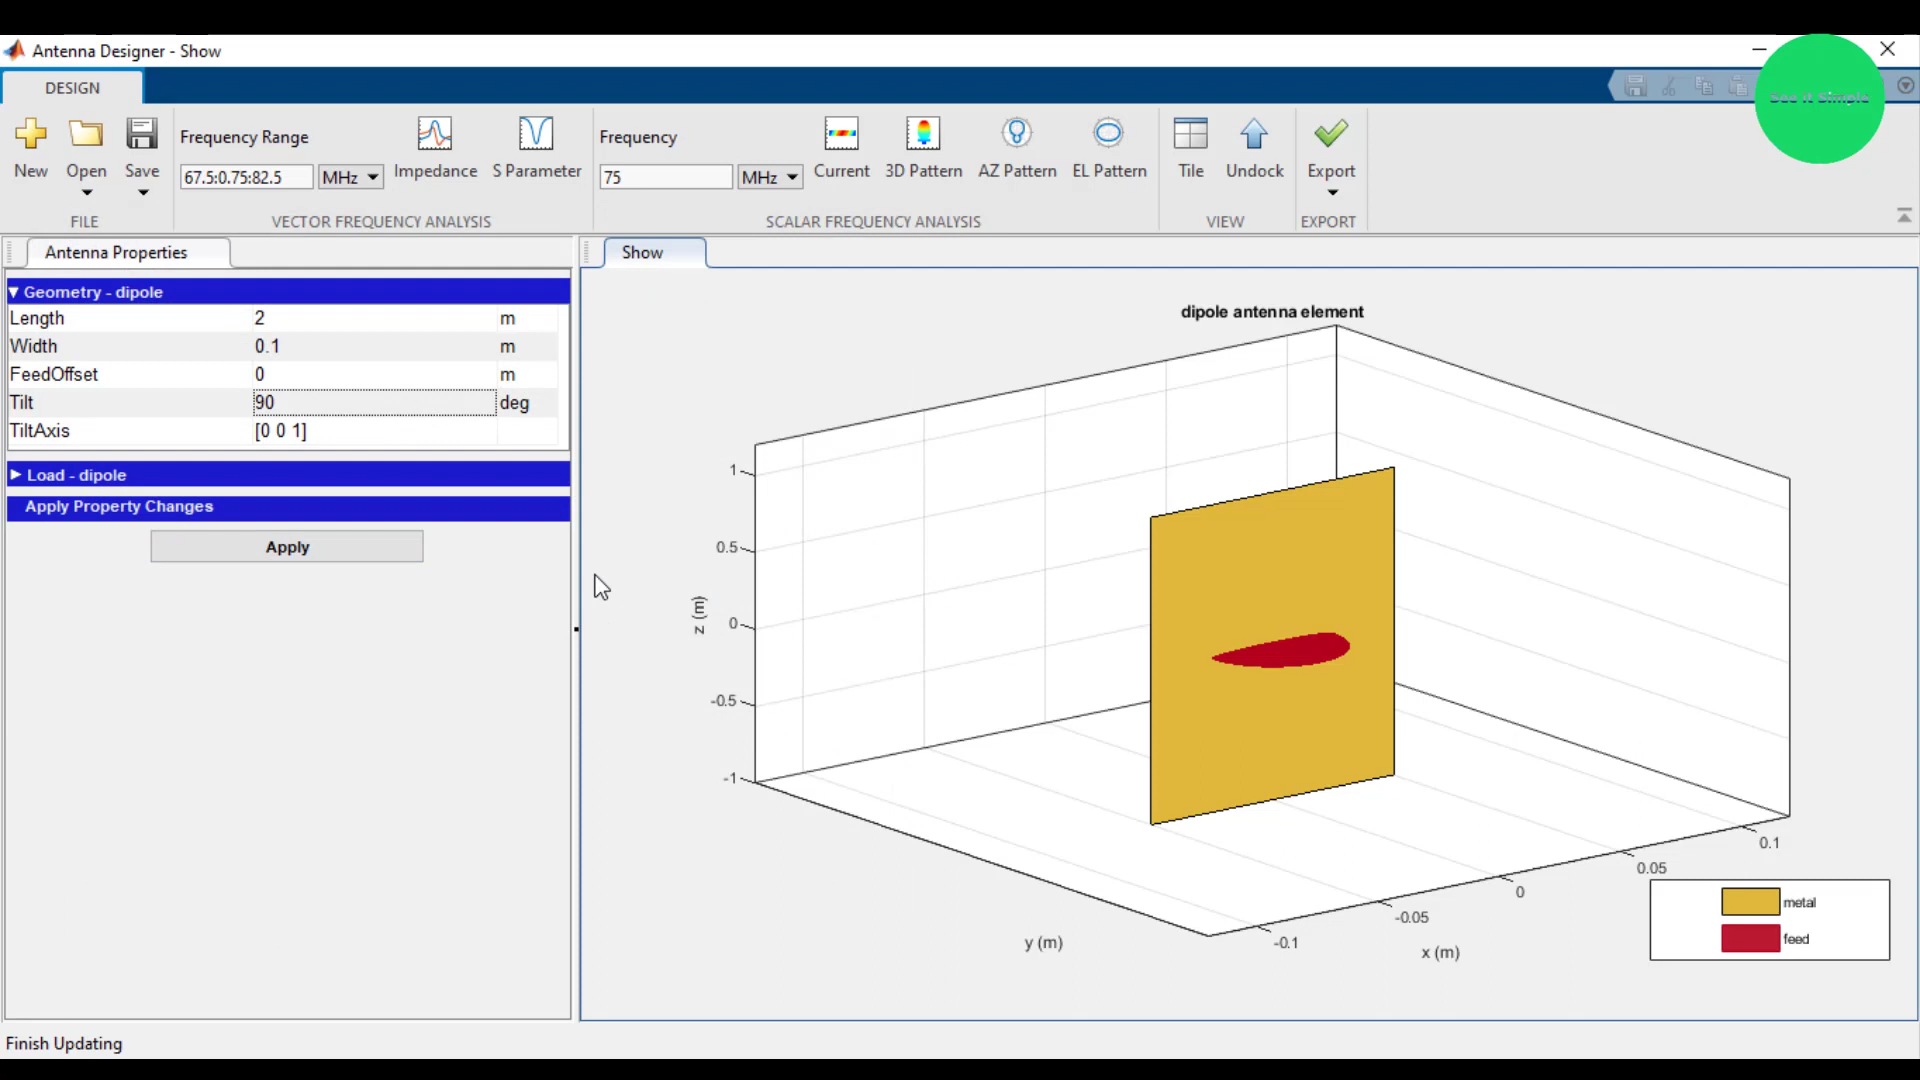 Antenna Designer - Show
DESIGN
See It Simple
New
Open
Save
FILE
Frequency Range
67.5:0.75:82.5
MHz
Impedance
S Parameter
VECTOR FREQUENCY ANALYSIS
Frequency
75
MHz
Current
3D Pattern
AZ Pattern
EL Pattern
SCALAR FREQUENCY ANALYSIS
Tile
Undock
VIEW
Export
EXPORT
Antenna Properties
Geometry - dipole
Length 2 m
Width 0.1 m
FeedOffset 0 m
Tilt 90 deg
TiltAxis [0 0 1]
Load - dipole
Apply Property Changes
Apply
Show
dipole antenna element
1
0.5
0
-0.5
-1
z (m)
y (m)
-0.1
-0.05
0
0.05
0.1
x (m)
metal
feed
Finish Updating